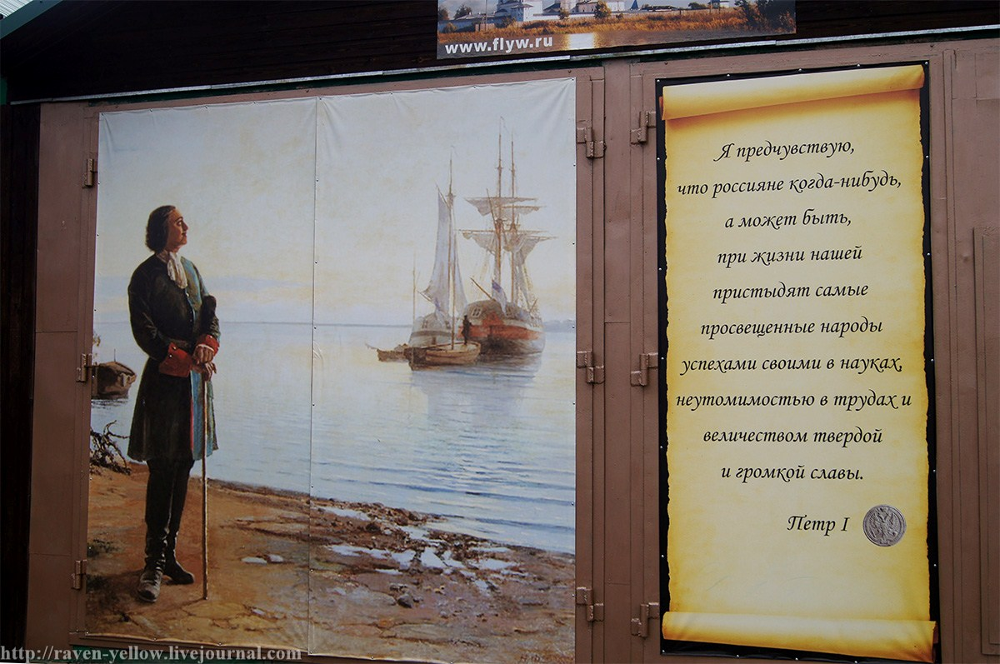 www.flyw.ru
Я предчувствую,
что россияне когда-нибудь,
а может быть,
при жизни нашей
пристыдят самые
просвещенные народы
успехами своими в науках,
неутомимостью в трудах и
величеством твердой
и громкой славы.
Петр I
http://raven-yellow.livejournal.com